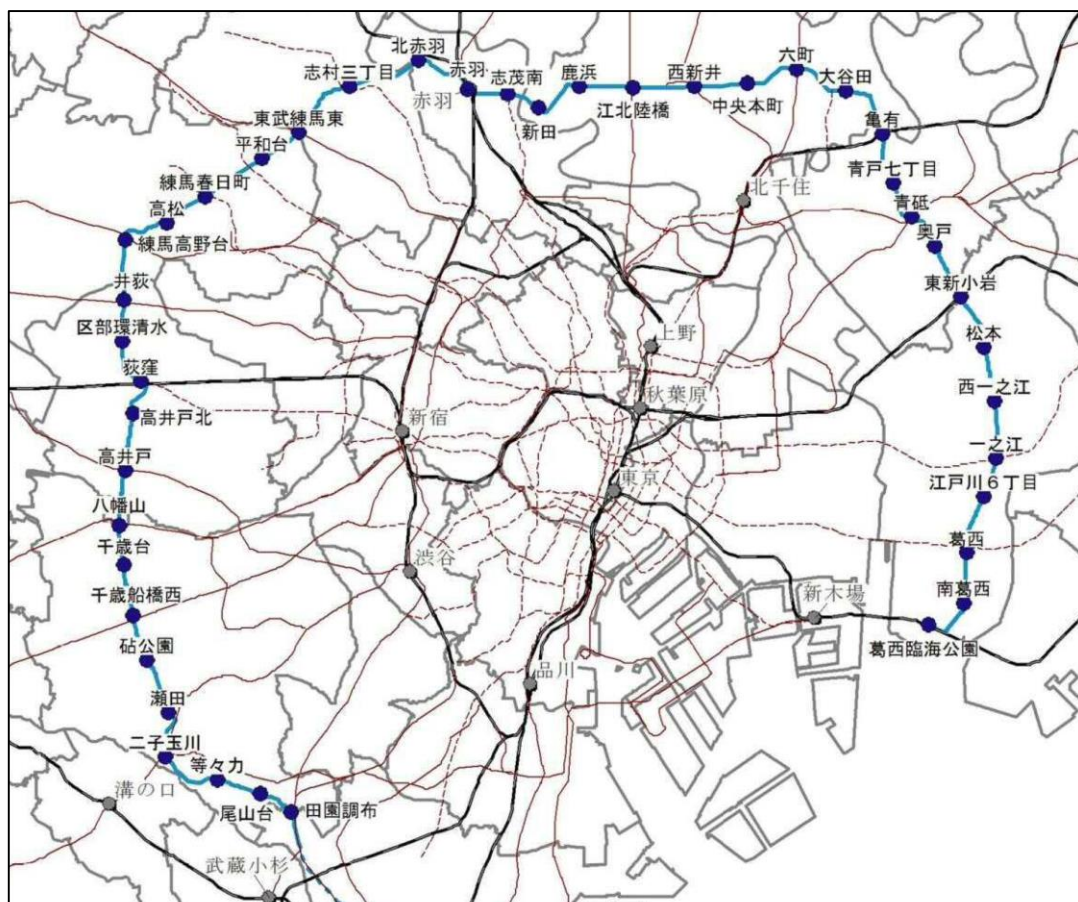 北赤羽
六町
志村三丁目
赤羽
志茂南
鹿浜
西新井
大谷田
赤羽
新田
江北陸橋
中央本町
東武練馬東
亀有
平和台
練馬春日町
青戸七丁目
北千住
高松
青砥
練馬高野台
奥戸
井荻
東新小岩
区部環清水
上野
松本
荻窪
高井戸北
新宿
秋葉原
西一之江
高井戸
一之江
東京
江戸川6丁目
八幡山
千歳台
渋谷
葛西
千歳船橋西
新木場
南葛西
砧公園
葛西臨海公園
瀬田
品川
二子玉川
等々力
溝の口
尾山台
田園調布
武蔵小杉